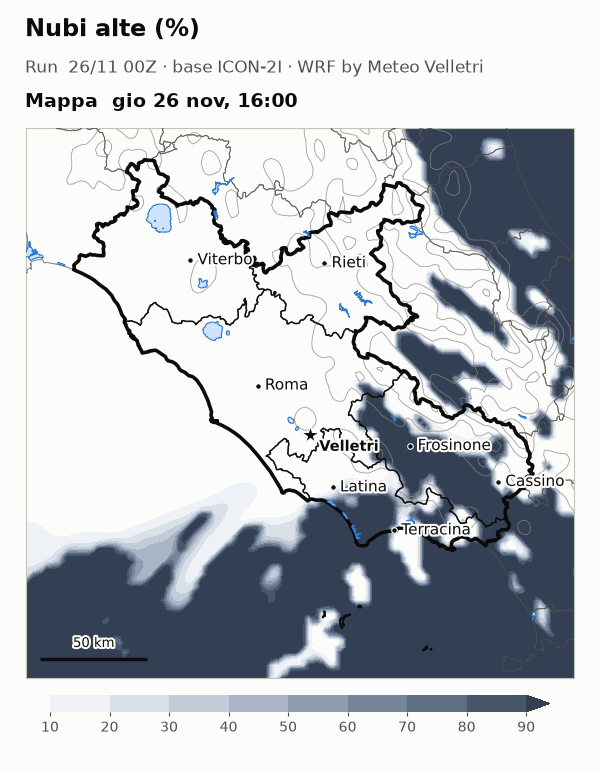 Nubi alte (%)
Run  26/11 00Z · base ICON-2I · WRF by Meteo Velletri
Mappa  gio 26 nov, 16:00
Viterbo
Rieti
Roma
Velletri
Frosinone
Latina
Cassino
Terracina
50 km
10 20 30 40 50 60 70 80 90